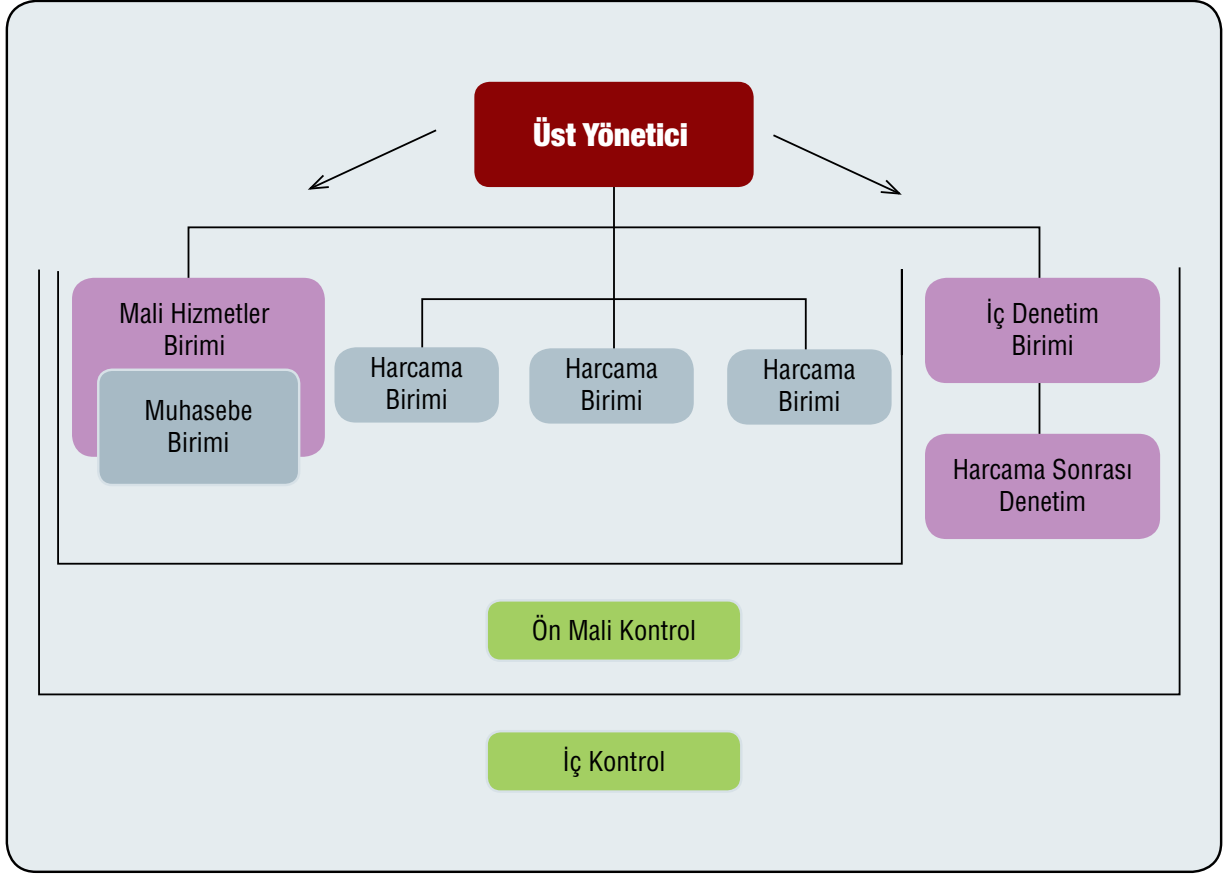 Üst Yönetici
Mali Hizmetler
Birimi
Muhasebe
Birimi
Harcama
Birimi
Harcama
Birimi
Harcama
Birimi
İç Denetim
Birimi
Harcama Sonrası
Denetim
Ön Mali Kontrol
İç Kontrol